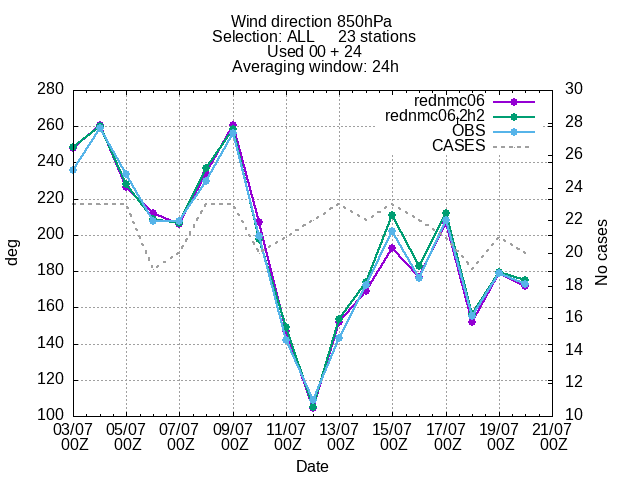 Wind direction 850hPa
Selection: ALL 23 stations
Used 00 + 24
Averaging window: 24h
rednmc06
rednmc06,2h2
OBS
CASES
280
260
240
220
200
180
160
140
120
100
deg
30
28
26
24
22
20
18
16
14
12
10
No cases
03/07 05/07 07/07 09/07 11/07 13/07 15/07 17/07 19/07 21/07
00Z 00Z 00Z 00Z 00Z 00Z 00Z 00Z 00Z 00Z
Date